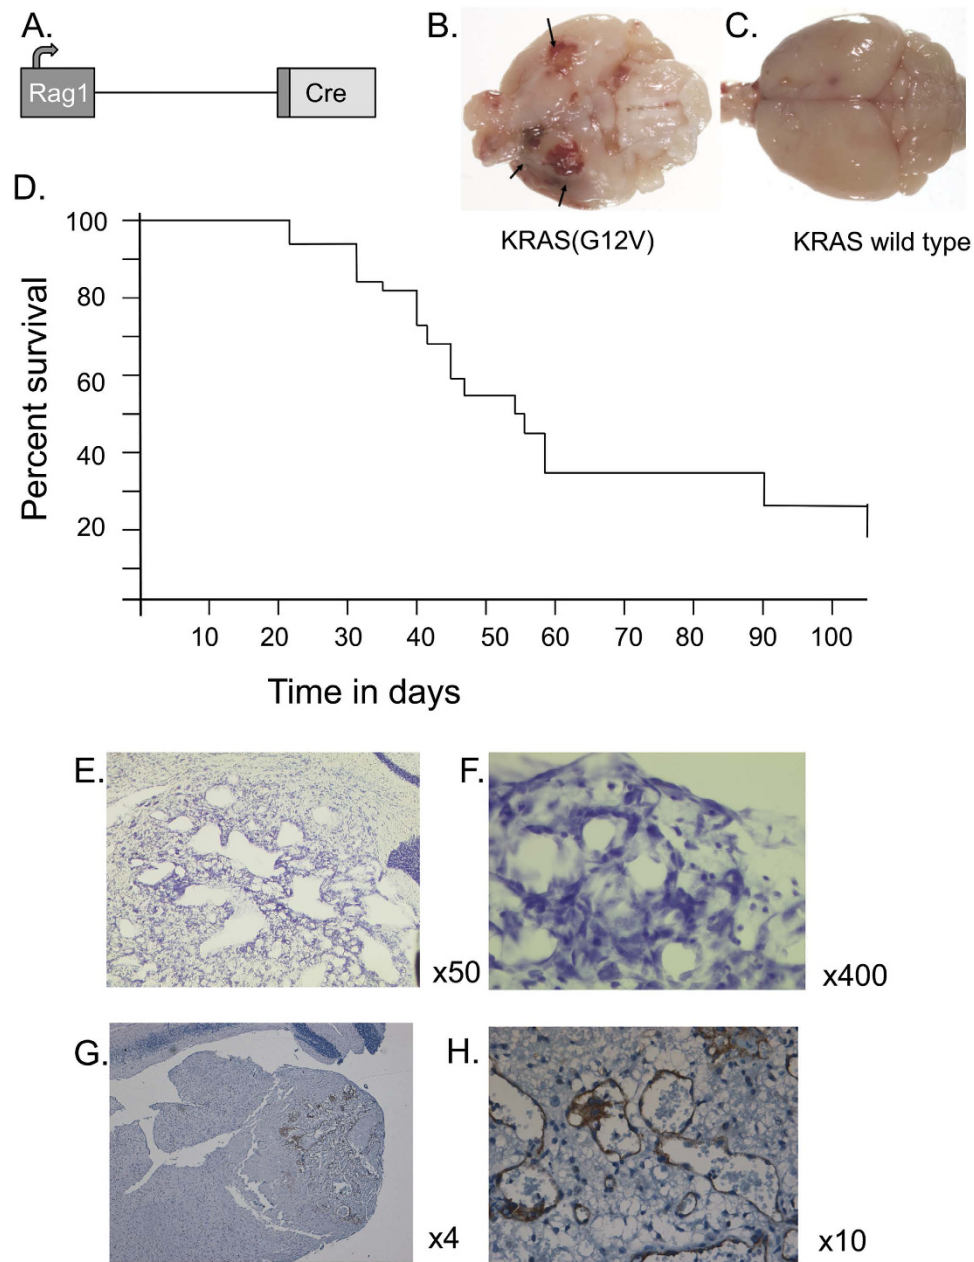 A.
Rag1
Cre
B.
C.
KRAS(G12V)
KRAS wild type
D.
Percent survival
100
80
60
40
20
10 20 30 40 50 60 70 80 90 100
Time in days
E.
x50
F.
x400
G.
x4
H.
x10